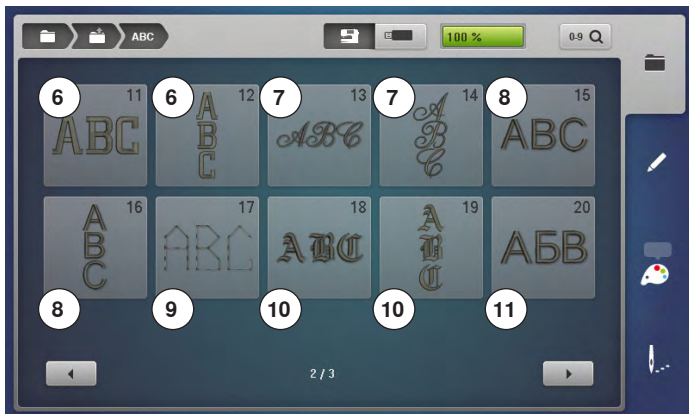 ABC 100 % 0-9
6 11 6 12 7 13 7 14 8 15
ABC A B C ABC A B C ABC
16 17 18 19 20
A B C ABC ABC A B C АБВ
8 9 10 10 11
2 / 3